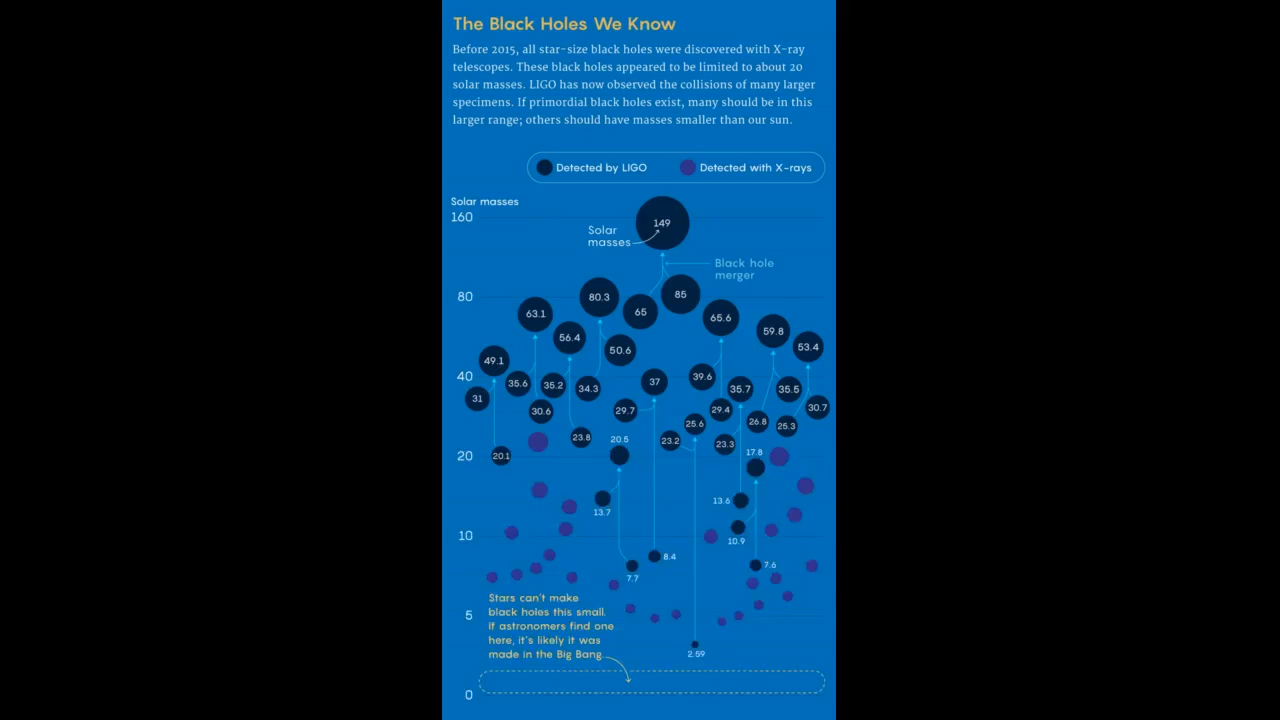 The Black Holes We Know
Before 2015, all star-size black holes were discovered with X-ray
telescopes. These black holes appeared to be limited to about 20
solar masses. LIGO has now observed the collisions of many larger
specimens. If primordial black holes exist, many should be in this
larger range; others should have masses smaller than our sun.
Detected by LIGO
Detected with X-rays
Solar masses
160
149
Solar
masses
Black hole
merger
80
80.3
85
65
63.1
65.6
59.8
56.4
53.4
50.6
49.1
40
35.6
35.2
34.3
37
39.6
35.7
35.5
31
30.6
29.7
29.4
30.7
26.8
25.3
25.6
23.8
23.2
23.3
20.5
20
20.1
17.8
13.7
13.6
10
10.9
8.4
7.7
7.6
Stars can't make
black holes this small.
If astronomers find one
here, it's likely it was
made in the Big Bang.
5
2.59
0